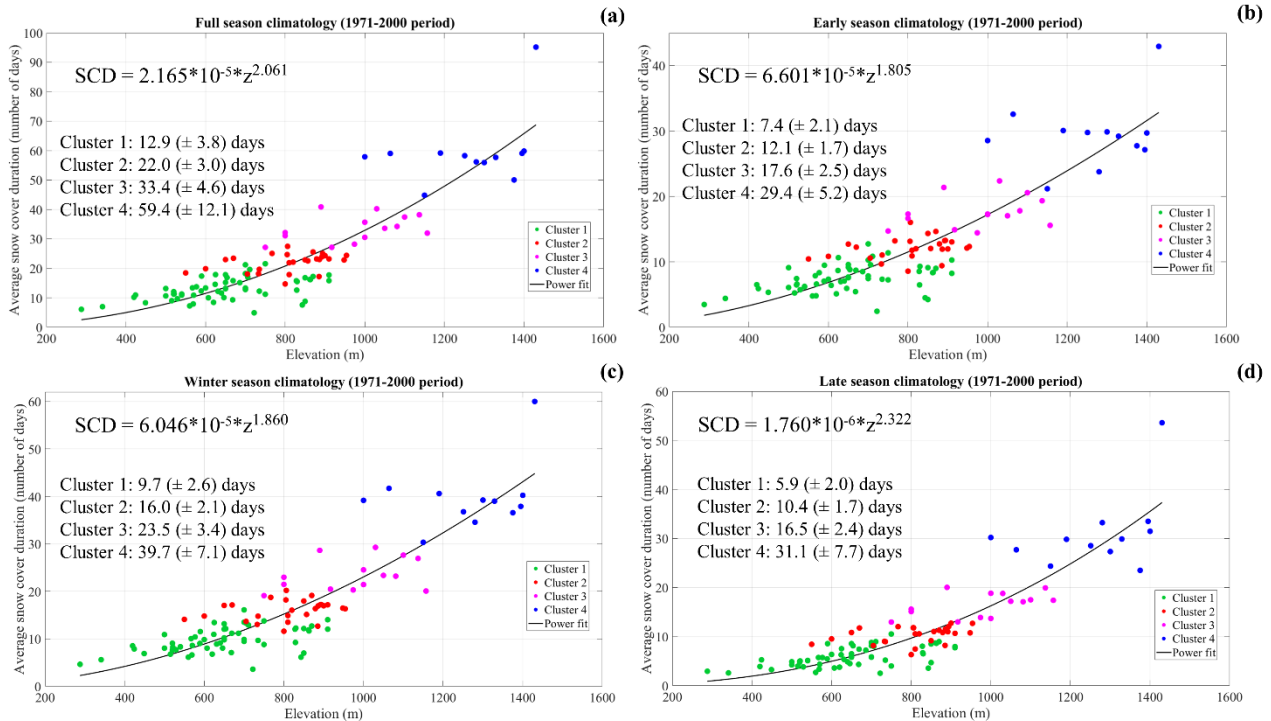 Full season climatology (1971-2000 period)
(a)
SCD = 2.165*10⁻⁵*z²·⁰⁶¹
Cluster 1: 12.9 (± 3.8) days
Cluster 2: 22.0 (± 3.0) days
Cluster 3: 33.4 (± 4.6) days
Cluster 4: 59.4 (± 12.1) days
Cluster 1
Cluster 2
Cluster 3
Cluster 4
Power fit
Average snow cover duration (number of days)
100
90
80
70
60
50
40
30
20
10
0
200 400 600 800 1000 1200 1400 1600
Elevation (m)
Early season climatology (1971-2000 period)
(b)
SCD = 6.601*10⁻⁵*z¹·⁸⁰⁵
Cluster 1: 7.4 (± 2.1) days
Cluster 2: 12.1 (± 1.7) days
Cluster 3: 17.6 (± 2.5) days
Cluster 4: 29.4 (± 5.2) days
Cluster 1
Cluster 2
Cluster 3
Cluster 4
Power fit
Average snow cover duration (number of days)
40
30
20
10
0
200 400 600 800 1000 1200 1400 1600
Elevation (m)
Winter season climatology (1971-2000 period)
(c)
SCD = 6.046*10⁻⁵*z¹·⁸⁶⁰
Cluster 1: 9.7 (± 2.6) days
Cluster 2: 16.0 (± 2.1) days
Cluster 3: 23.5 (± 3.4) days
Cluster 4: 39.7 (± 7.1) days
Cluster 1
Cluster 2
Cluster 3
Cluster 4
Power fit
Average snow cover duration (number of days)
60
50
40
30
20
10
0
200 400 600 800 1000 1200 1400 1600
Elevation (m)
Late season climatology (1971-2000 period)
(d)
SCD = 1.760*10⁻⁶*z²·³²²
Cluster 1: 5.9 (± 2.0) days
Cluster 2: 10.4 (± 1.7) days
Cluster 3: 16.5 (± 2.4) days
Cluster 4: 31.1 (± 7.7) days
Cluster 1
Cluster 2
Cluster 3
Cluster 4
Power fit
Average snow cover duration (number of days)
60
50
40
30
20
10
0
200 400 600 800 1000 1200 1400 1600
Elevation (m)